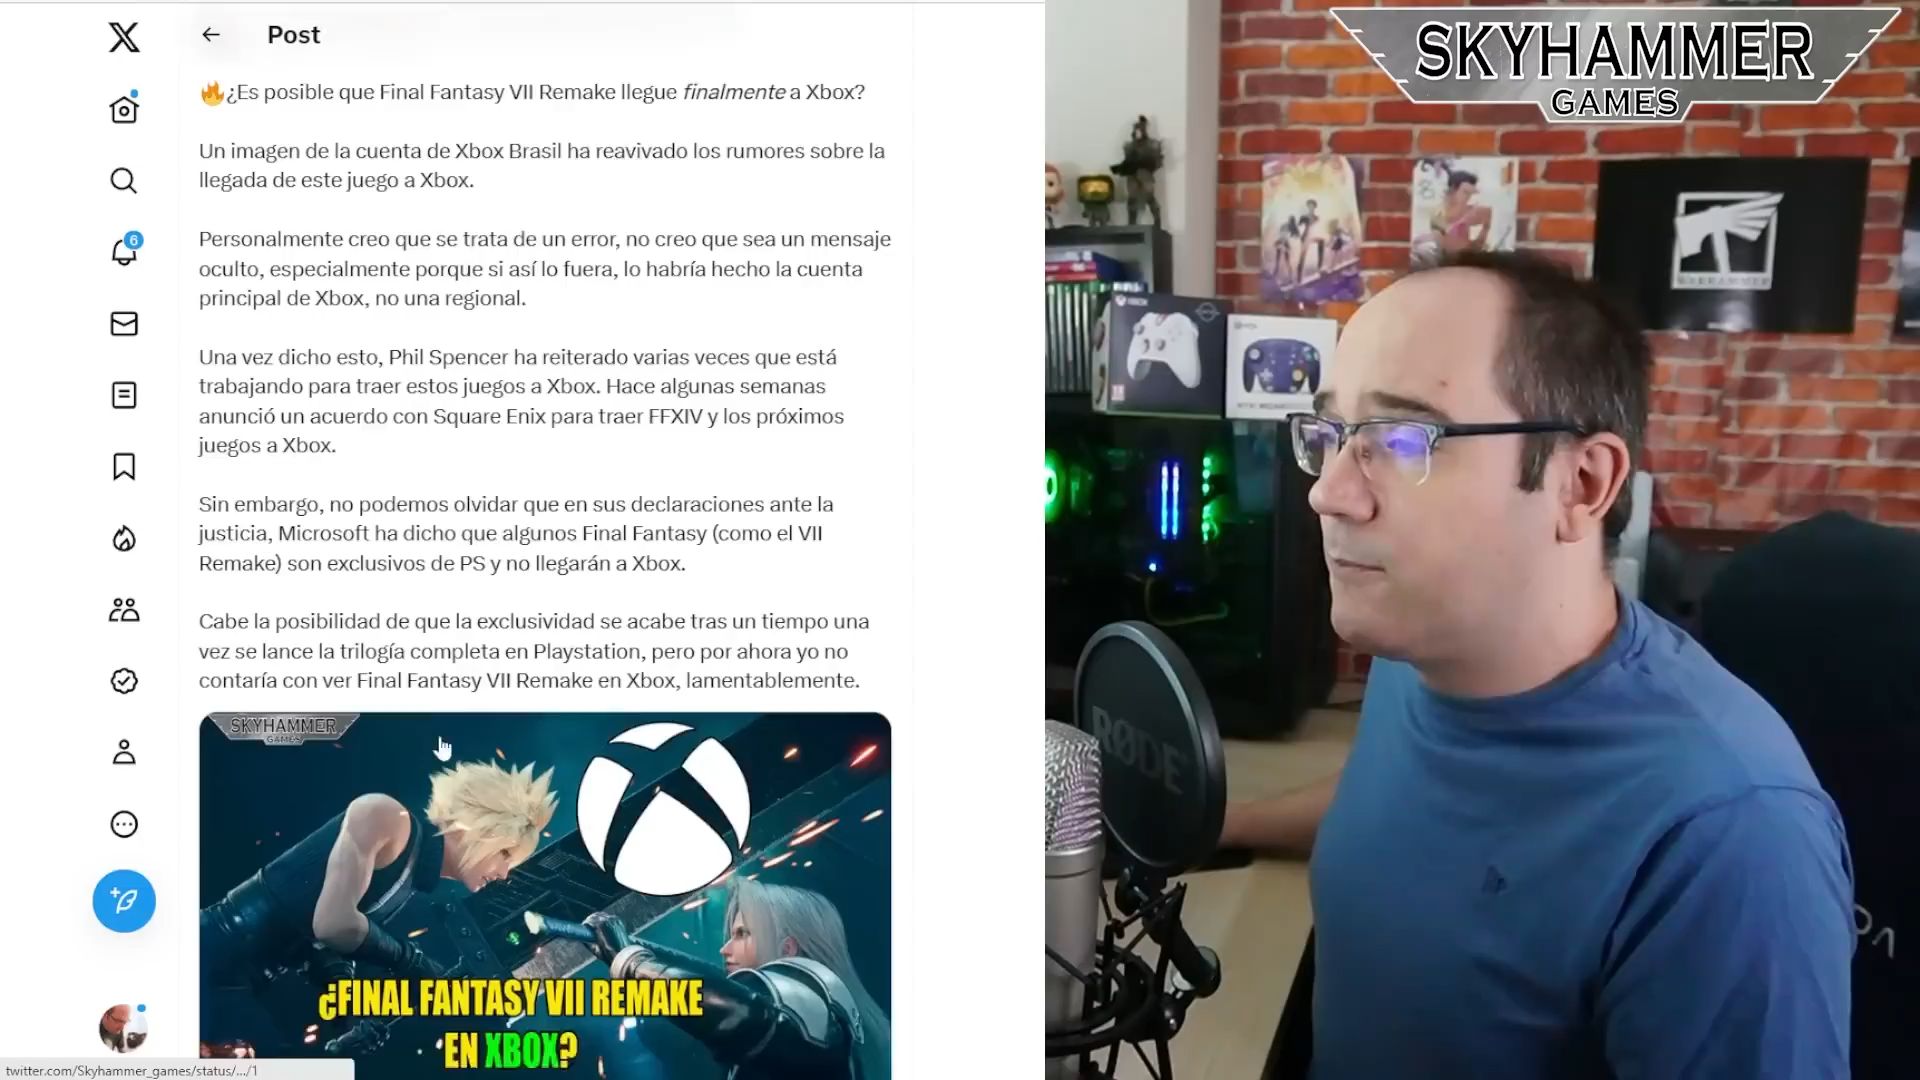 Post
🔥¿Es posible que Final Fantasy VII Remake llegue finalmente a Xbox?
Un imagen de la cuenta de Xbox Brasil ha reavivado los rumores sobre la
llegada de este juego a Xbox.
Personalmente creo que se trata de un error, no creo que sea un mensaje
oculto, especialmente porque si así lo fuera, lo habría hecho la cuenta
principal de Xbox, no una regional.
Una vez dicho esto, Phil Spencer ha reiterado varias veces que está
trabajando para traer estos juegos a Xbox. Hace algunas semanas
anunció un acuerdo con Square Enix para traer FFXIV y los próximos
juegos a Xbox.
Sin embargo, no podemos olvidar que en sus declaraciones ante la
justicia, Microsoft ha dicho que algunos Final Fantasy (como el VII
Remake) son exclusivos de PS y no llegarán a Xbox.
Cabe la posibilidad de que la exclusividad se acabe tras un tiempo una
vez se lance la trilogía completa en Playstation, pero por ahora yo no
contaría con ver Final Fantasy VII Remake en Xbox, lamentablemente.
SKYHAMMER
GAMES
¿FINAL FANTASY VII REMAKE
EN XBOX?
6
twitter.com/Skyhammer_games/status/.../1
SKYHAMMER
GAMES
SKYHAMMER
XBOX
RØDE